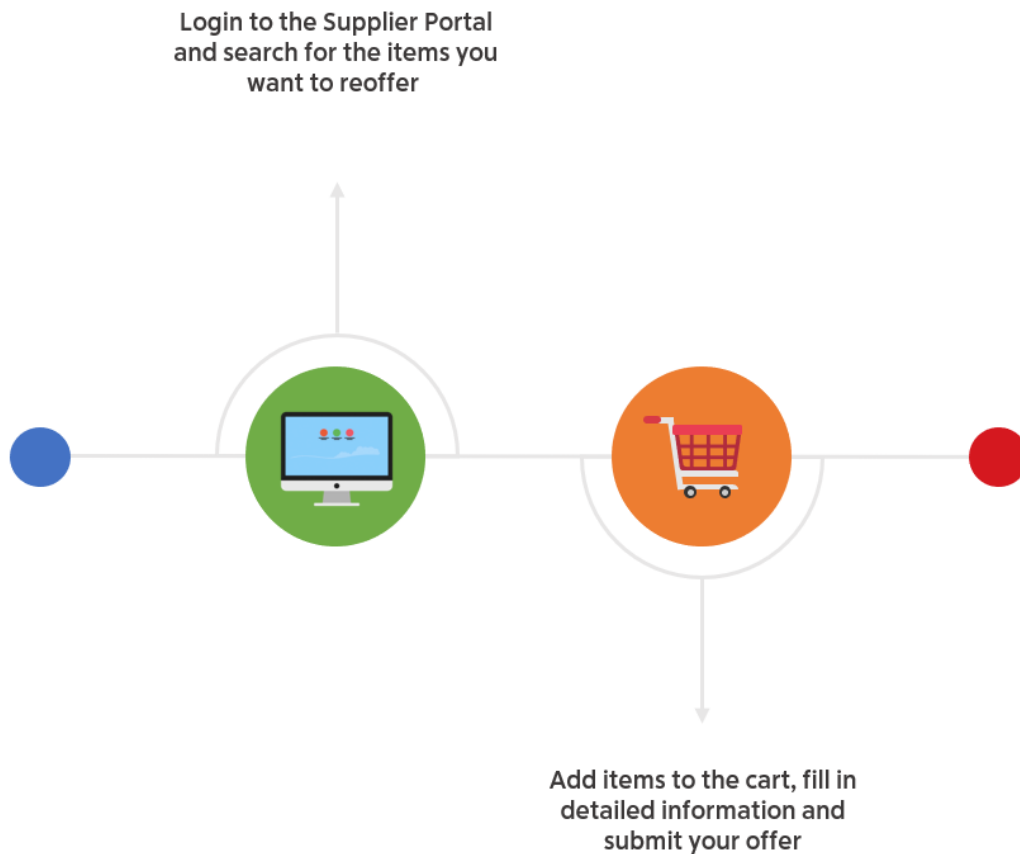 Login to the Supplier Portal
and search for the items you
want to reoffer
Add items to the cart, fill in
detailed information and
submit your offer